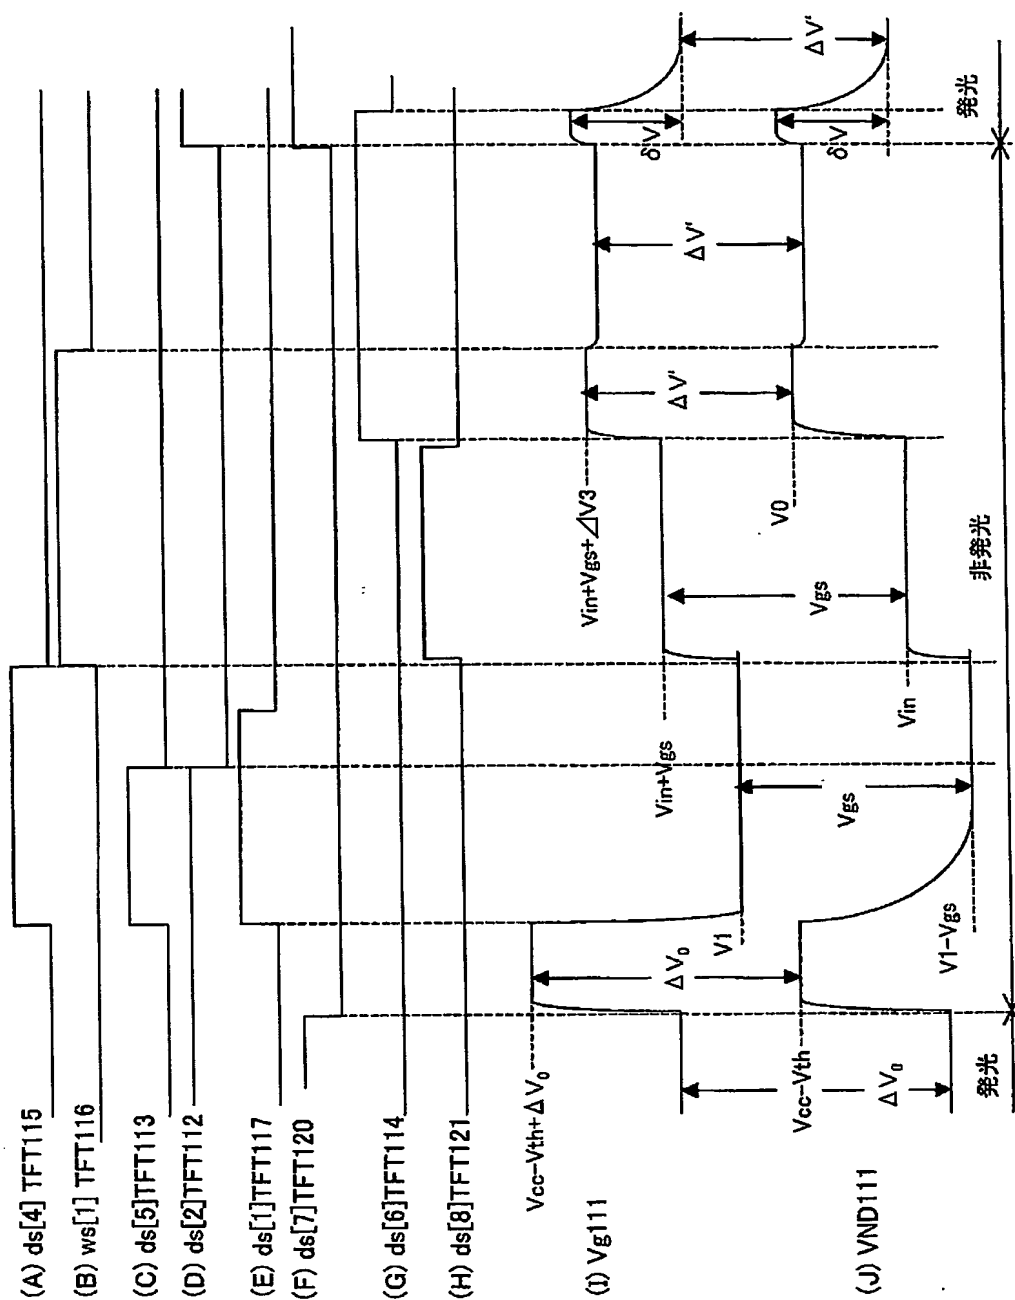 (A) ds[4] TFT115
(B) ws[1] TFT116
(C) ds[5]TFT113
(D) ds[2]TFT112
(E) ds[1]TFT117
(F) ds[7]TFT120
(G) ds[6]TFT114
(H) ds[8]TFT121
(I) Vg111
Vcc-Vth+ΔV₀
ΔV₀
V1
Vin+Vgs
Vin+Vgs+⊿V3
ΔV'
ΔV'
δV
ΔV'
(J) VND111
Vcc-Vth
ΔV₀
V1-Vgs
Vgs
Vin
Vgs
V0
δV
発光
非発光
発光